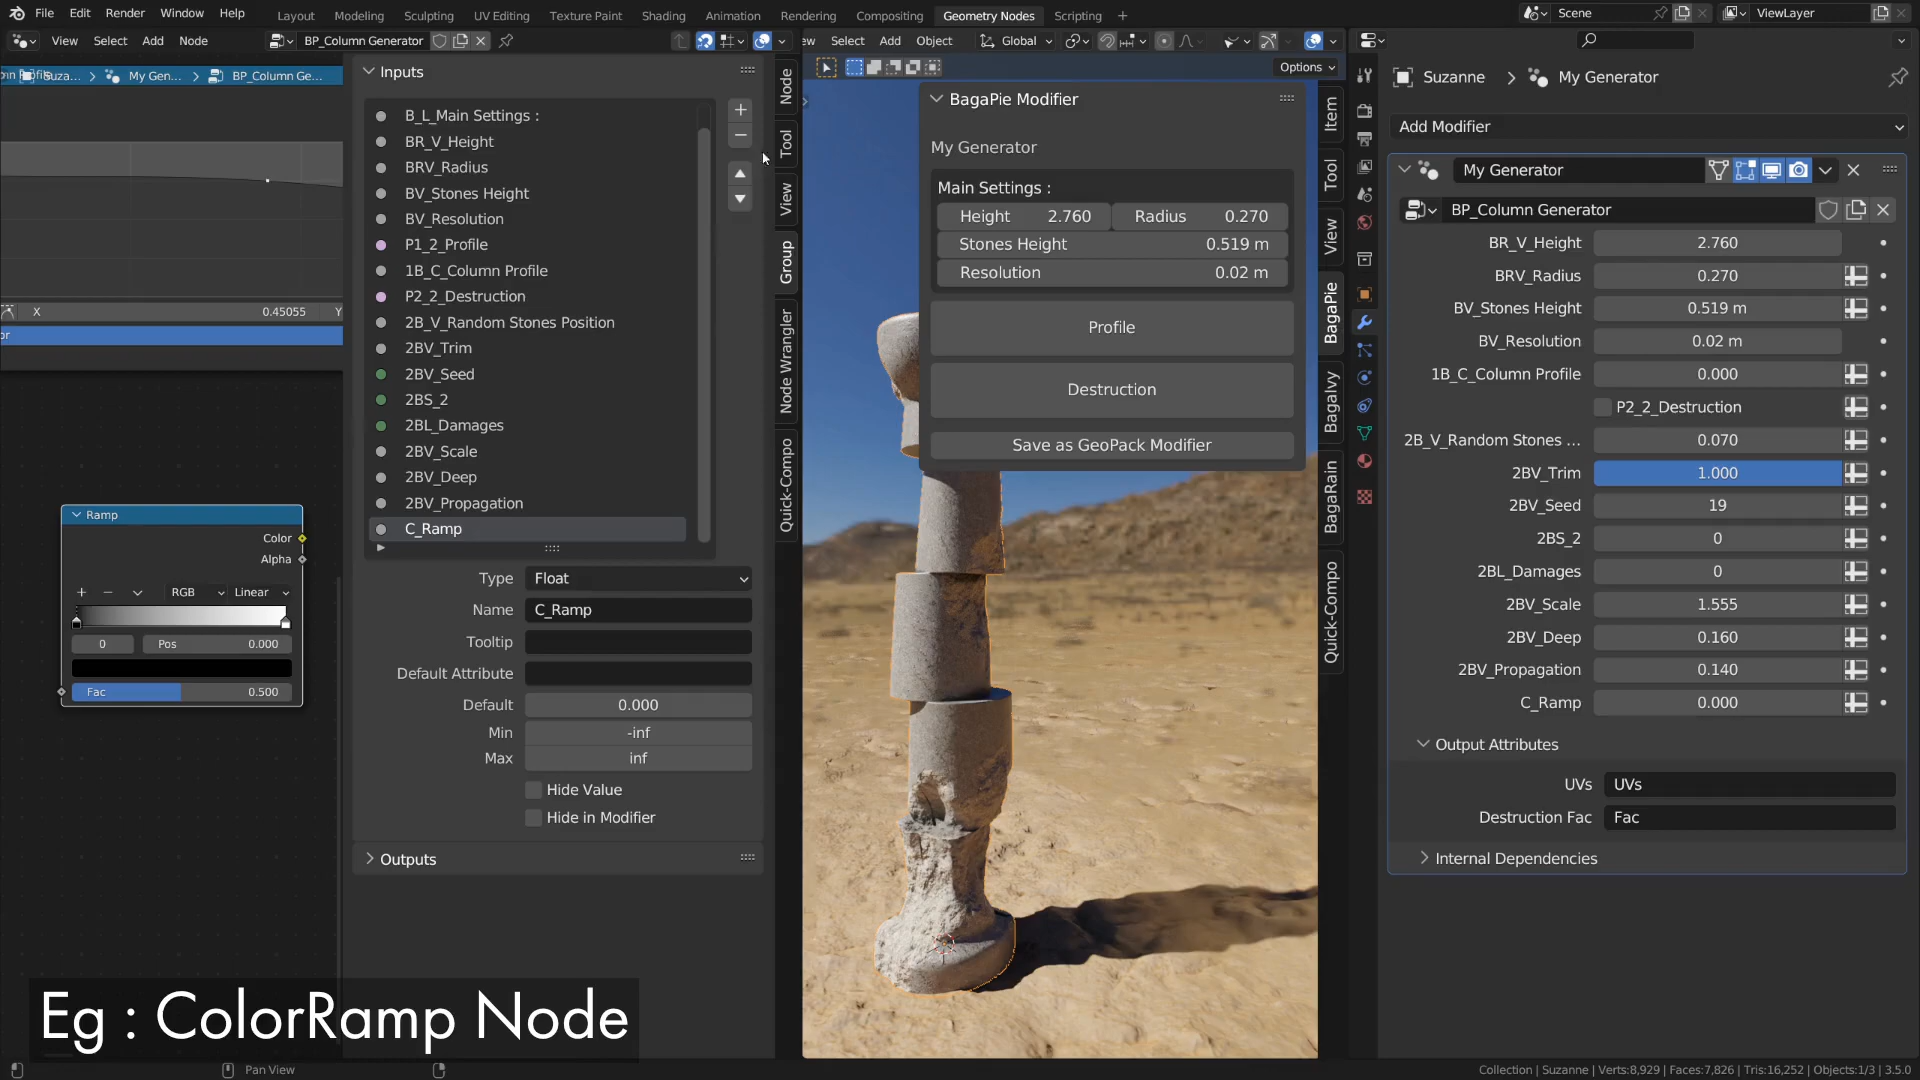 File Edit Render Window Help
Layout Modeling Sculpting UV Editing Texture Paint Shading Animation Rendering Compositing Geometry Nodes Scripting +
Scene
ViewLayer
View Select Add Node
BP_Column Generator
Select Add Object
Global
Suza...
My Gen...
BP_Column Ge...
Options
X 0.45055 Y
Ramp
Color
Alpha
RGB
Linear
0
Pos 0.000
Fac 0.500
Inputs
B_L_Main Settings :
BR_V_Height
BRV_Radius
BV_Stones Height
BV_Resolution
P1_2_Profile
1B_C_Column Profile
P2_2_Destruction
2B_V_Random Stones Position
2BV_Trim
2BV_Seed
2BS_2
2BL_Damages
2BV_Scale
2BV_Deep
2BV_Propagation
C_Ramp
Type Float
Name C_Ramp
Tooltip
Default Attribute
Default 0.000
Min -inf
Max inf
Hide Value
Hide in Modifier
Outputs
Node
Tool
View
Group
Node Wrangler
Quick-Compo
BagaPie Modifier
My Generator
Main Settings :
Height 2.760 Radius 0.270
Stones Height 0.519 m
Resolution 0.02 m
Profile
Destruction
Save as GeoPack Modifier
Item
Tool
View
BagaPie
BagaIvy
BagaRain
Quick-Compo
Suzanne
My Generator
Add Modifier
My Generator
BP_Column Generator
BR_V_Height 2.760
BRV_Radius 0.270
BV_Stones Height 0.519 m
BV_Resolution 0.02 m
1B_C_Column Profile 0.000
P2_2_Destruction
2B_V_Random Stones ... 0.070
2BV_Trim 1.000
2BV_Seed 19
2BS_2 0
2BL_Damages 0
2BV_Scale 1.555
2BV_Deep 0.160
2BV_Propagation 0.140
C_Ramp 0.000
Output Attributes
UVs UVs
Destruction Fac Fac
Internal Dependencies
Eg : ColorRamp Node
Pan View
Collection | Suzanne | Verts:8,929 | Faces:7,826 | Tris:16,252 | Objects:1/3 | 3.5.0